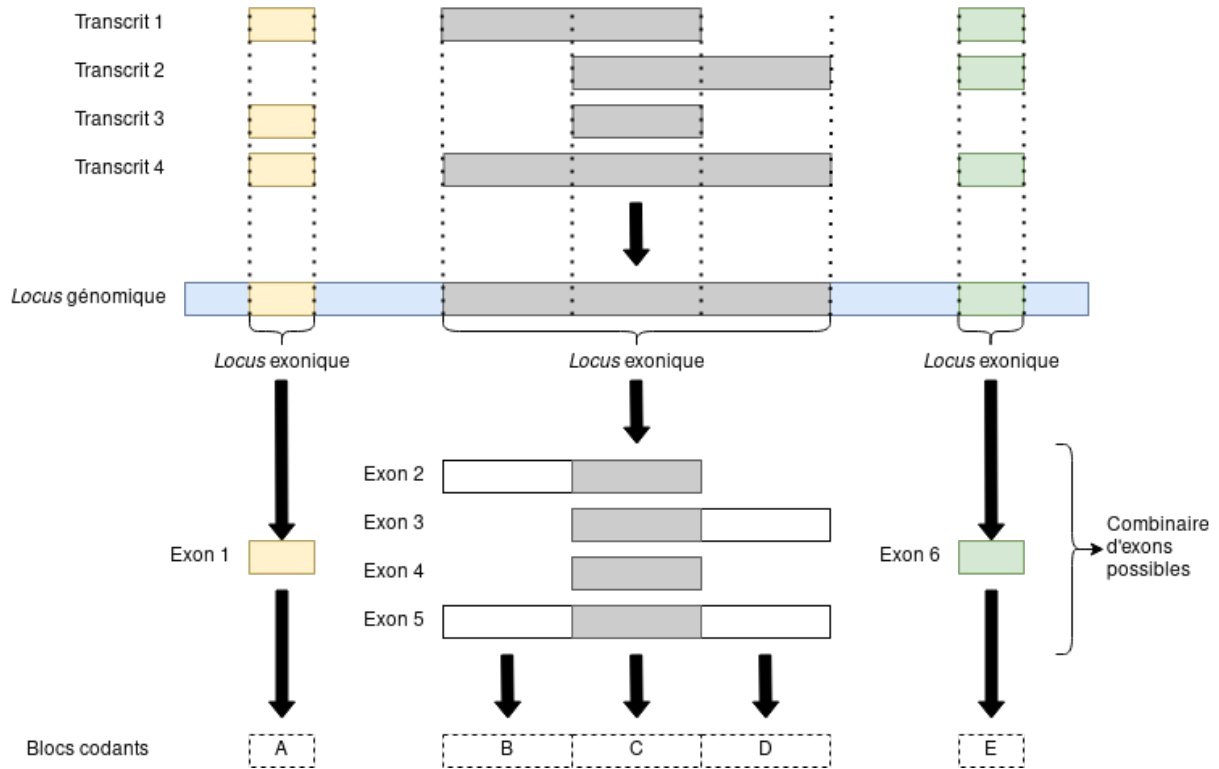 Transcrit 1
Transcrit 2
Transcrit 3
Transcrit 4
Locus génomique
Locus exonique
Locus exonique
Locus exonique
Exon 2
Exon 3
Exon 1
Exon 4
Exon 5
Exon 6
Combinaire
d'exons
possibles
Blocs codants
A
B
C
D
E